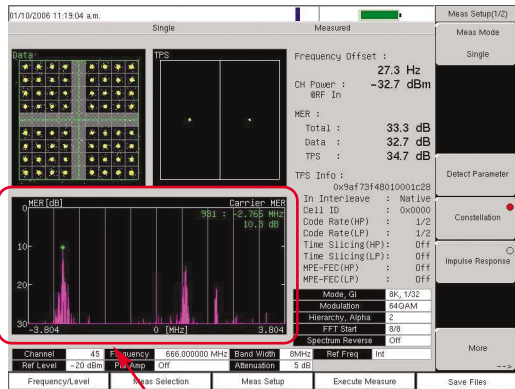 01/10/2006 11:19:04 a.m.
Meas Setup(1/2)
Single
Measured
Meas Mode
Single
Data
TPS
Frequency Offset :
27.3 Hz
CH Power : -32.7 dBm
@RF In
MER :
Total : 33.3 dB
Data : 32.7 dB
TPS : 34.7 dB
TPS Info :
0x9af73f48010001c28
In Interleave : Native
Cell ID : 0x0000
Code Rate(HP) : 1/2
Code Rate(LP) : 1/2
Time Slicing(HP): Off
Time Slicing(LP): Off
MPE-FEC(HP) : Off
MPE-FEC(LP) : Off
Detect Parameter
Constellation
Impulse Response
More
-->
MER[dB]
Carrier MER
931 : -2.765 MHz
10.3 dB
0
10-
20-
30-
-3.804
0 [MHz]
3.804
Mode, GI 8K, 1/32
Modulation 64QAM
Hierarchy, Alpha 2
FFT Start 8/8
Spectrum Reverse Off
Channel 45 Frequency 666.000000 MHz Band Width 8MHz Ref Freq Int
Ref Level -20 dBm Pre Amp Off Attenuation 5 dB
Frequency/Level
Meas Selection
Meas Setup
Execute Measure
Save Files